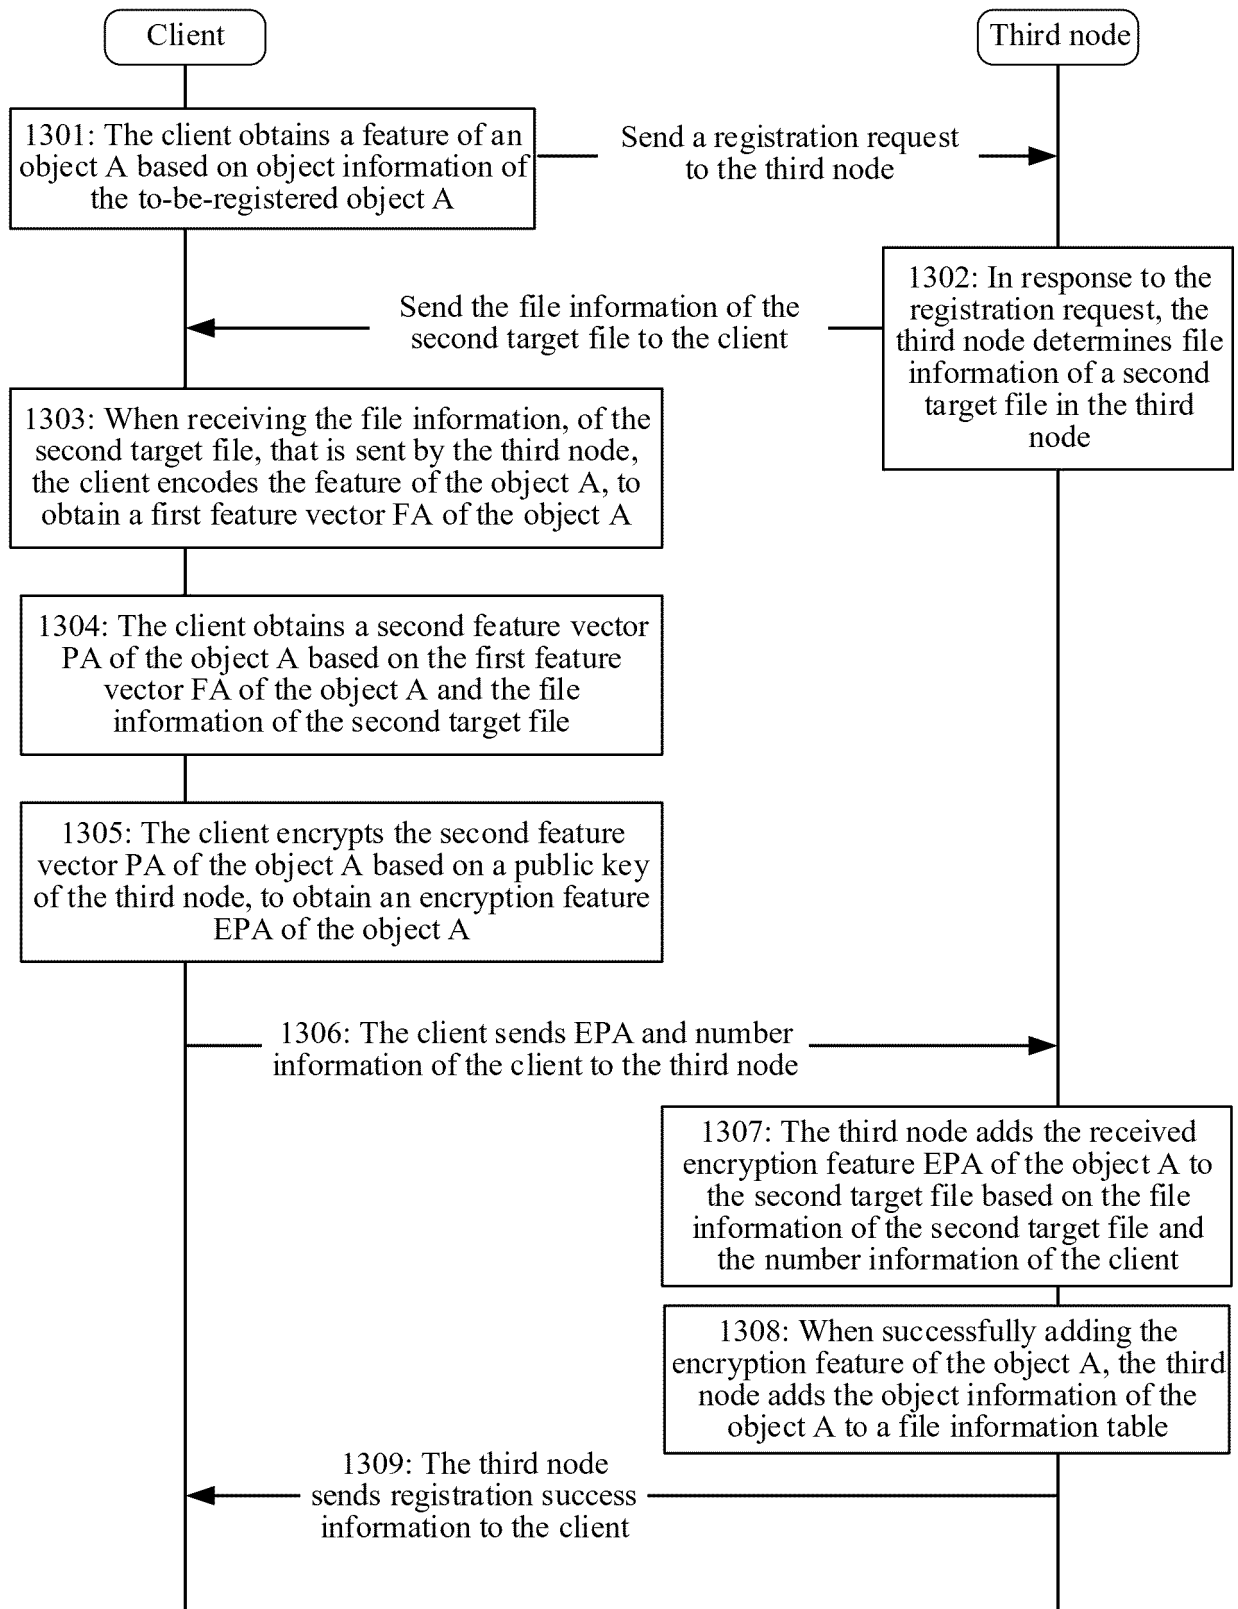 Client
Third node
1301: The client obtains a feature of an
object A based on object information of
the to-be-registered object A
Send a registration request
to the third node
1302: In response to the
registration request, the
third node determines file
information of a second
target file in the third
node
Send the file information of the
second target file to the client
1303: When receiving the file information, of the
second target file, that is sent by the third node,
the client encodes the feature of the object A, to
obtain a first feature vector FA of the object A
1304: The client obtains a second feature vector
PA of the object A based on the first feature
vector FA of the object A and the file
information of the second target file
1305: The client encrypts the second feature
vector PA of the object A based on a public key
of the third node, to obtain an encryption feature
EPA of the object A
1306: The client sends EPA and number
information of the client to the third node
1307: The third node adds the received
encryption feature EPA of the object A to
the second target file based on the file
information of the second target file and
the number information of the client
1308: When successfully adding the
encryption feature of the object A, the third
node adds the object information of the
object A to a file information table
1309: The third node
sends registration success
information to the client